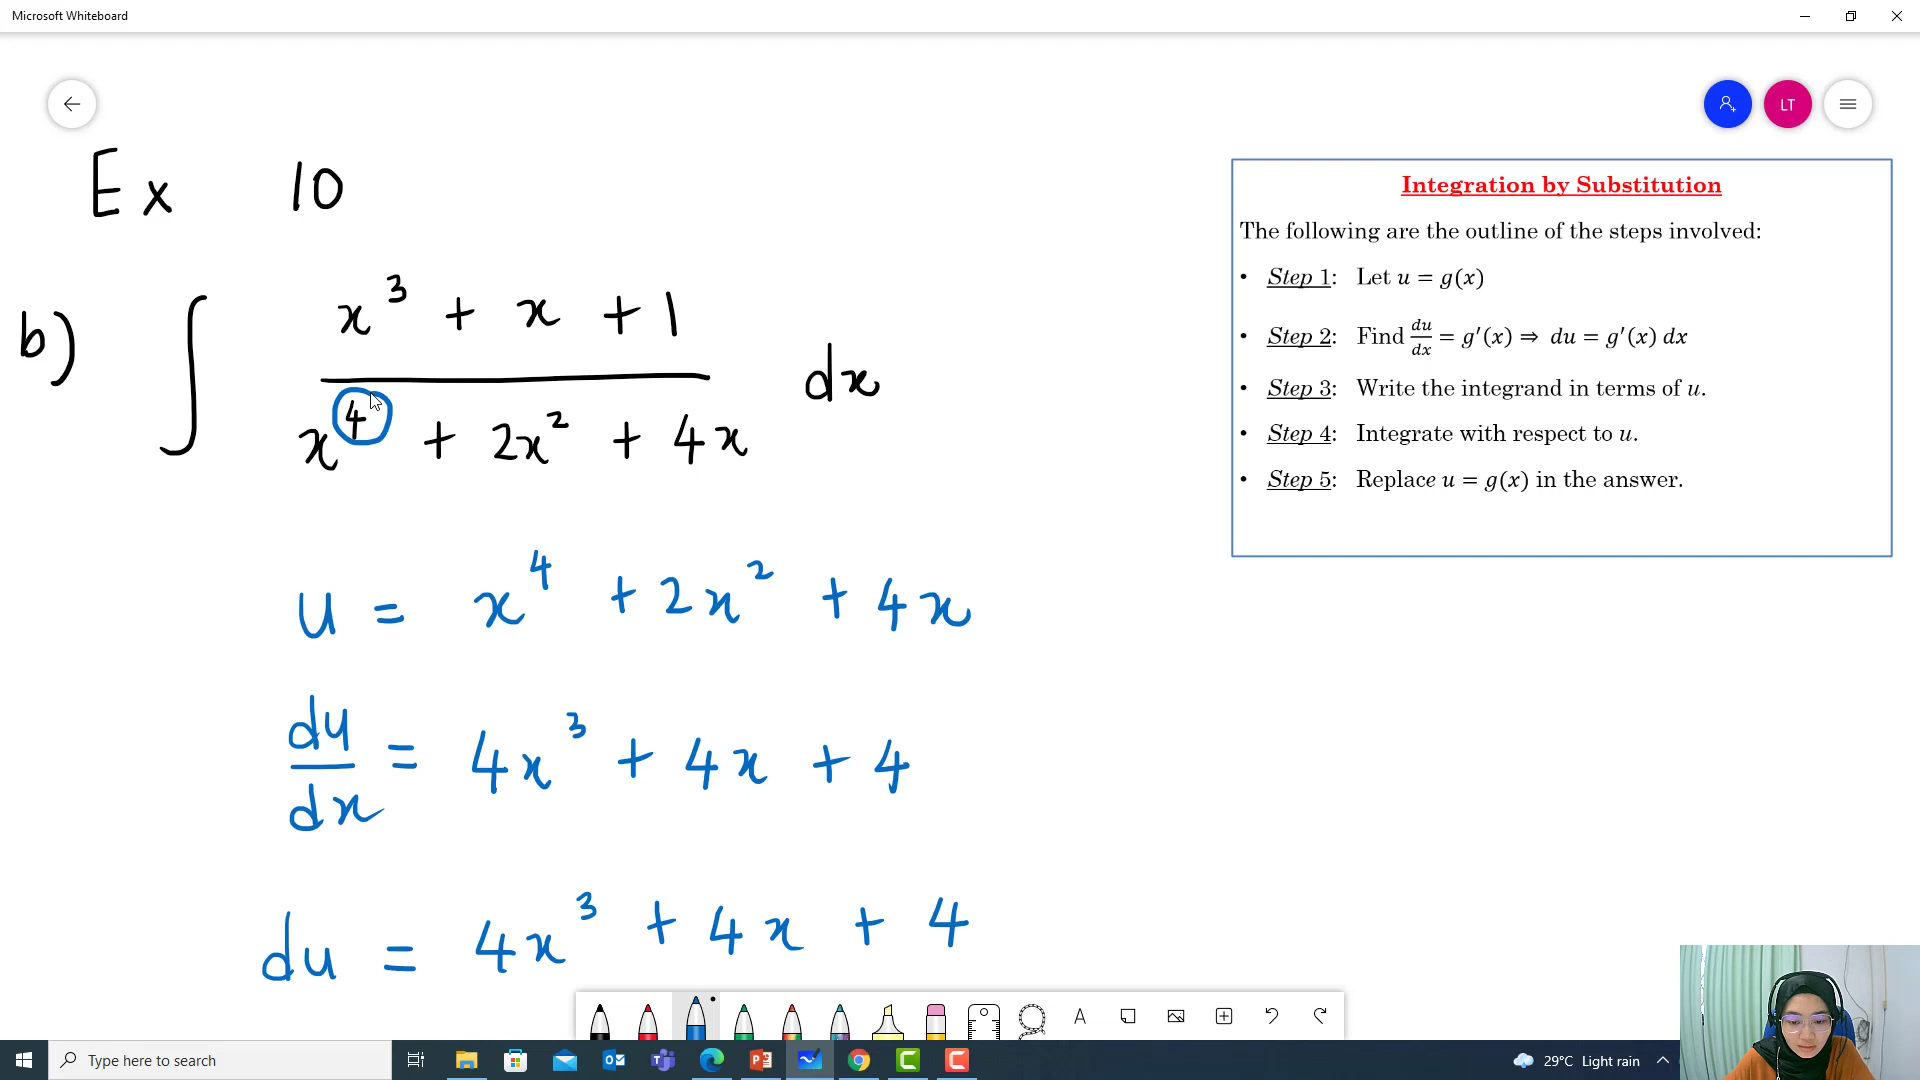 Microsoft Whiteboard
LT
Ex 10
b) ∫ (x³ + x + 1)/(x⁴ + 2x² + 4x) dx
u = x⁴ + 2x² + 4x
du/dx = 4x³ + 4x + 4
du = 4x³ + 4x + 4
Integration by Substitution
The following are the outline of the steps involved:
• Step 1: Let u = g(x)
• Step 2: Find du/dx = g′(x) ⇒ du = g′(x) dx
• Step 3: Write the integrand in terms of u.
• Step 4: Integrate with respect to u.
• Step 5: Replace u = g(x) in the answer.
A
Type here to search
29°C Light rain